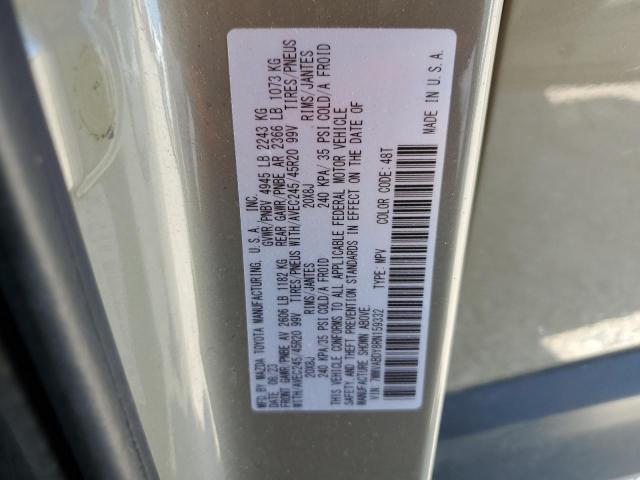 MFD. BY MAZDA TOYOTA MANUFACTURING, U.S.A., INC.
DATE: 06/23 GVWR/PNBV 4945 LB 2243 KG
FRONT GAWR/PNBE AV 2606 LB 1182 KG REAR GAWR/PNBE AR 2366 LB 1073 KG
WITH/AVEC245/45R20 99V TIRES/PNEUS WITH/AVEC245/45R20 99V TIRES/PNEUS
20X8J RIMS/JANTES 20X8J RIMS/JANTES
240 KPA/35 PSI COLD/A FROID 240 KPA/ 35 PSI COLD/A FROID
THIS VEHICLE CONFORMS TO ALL APPLICABLE FEDERAL MOTOR VEHICLE
SAFETY, AND THEFT PREVENTION STANDARDS IN EFFECT ON THE DATE OF
MANUFACTURE SHOWN ABOVE.
VIN: TYPE: MPV COLOR CODE: 48T MADE IN U.S.A.